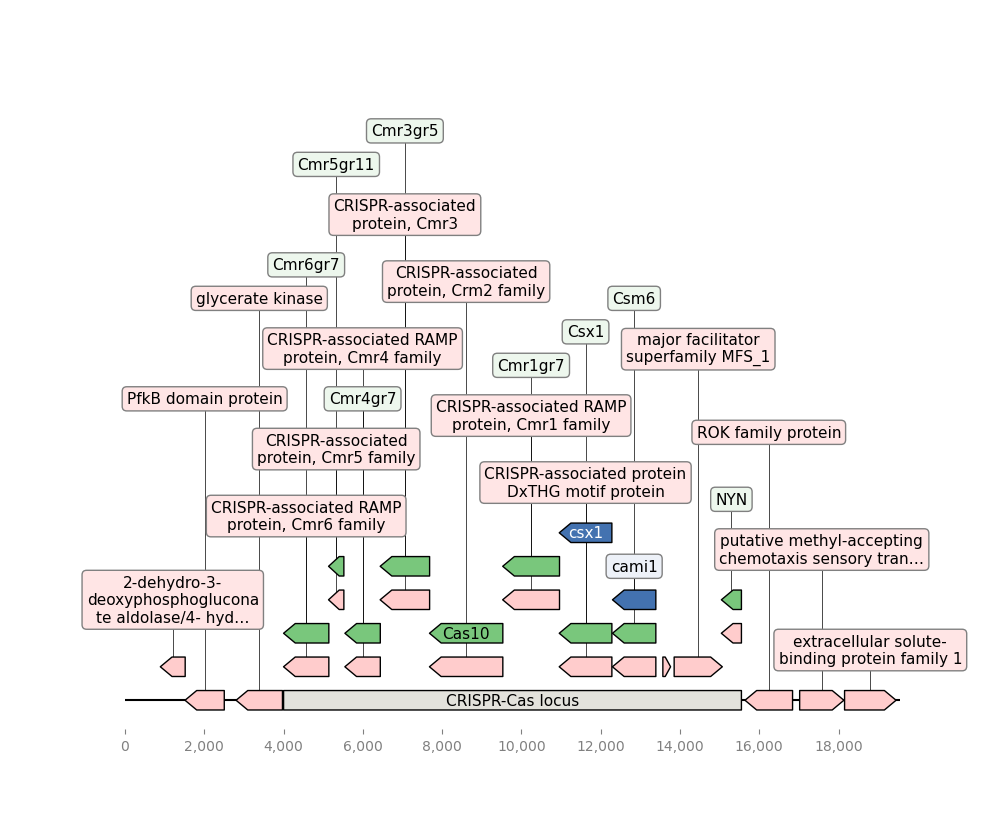 Cmr3gr5
Cmr5gr11
CRISPR-associated
protein, Cmr3
Cmr6gr7
CRISPR-associated
protein, Crm2 family
glycerate kinase
Csm6
Csx1
CRISPR-associated RAMP
protein, Cmr4 family
major facilitator
superfamily MFS_1
Cmr1gr7
PfkB domain protein
Cmr4gr7
CRISPR-associated RAMP
protein, Cmr1 family
ROK family protein
CRISPR-associated
protein, Cmr5 family
CRISPR-associated protein
DxTHG motif protein
NYN
CRISPR-associated RAMP
protein, Cmr6 family
csx1
putative methyl-accepting
chemotaxis sensory tran...
cami1
2-dehydro-3-
deoxyphosphoglucona
te aldolase/4- hyd...
Cas10
extracellular solute-
binding protein family 1
CRISPR-Cas locus
0
2,000
4,000
6,000
8,000
10,000
12,000
14,000
16,000
18,000